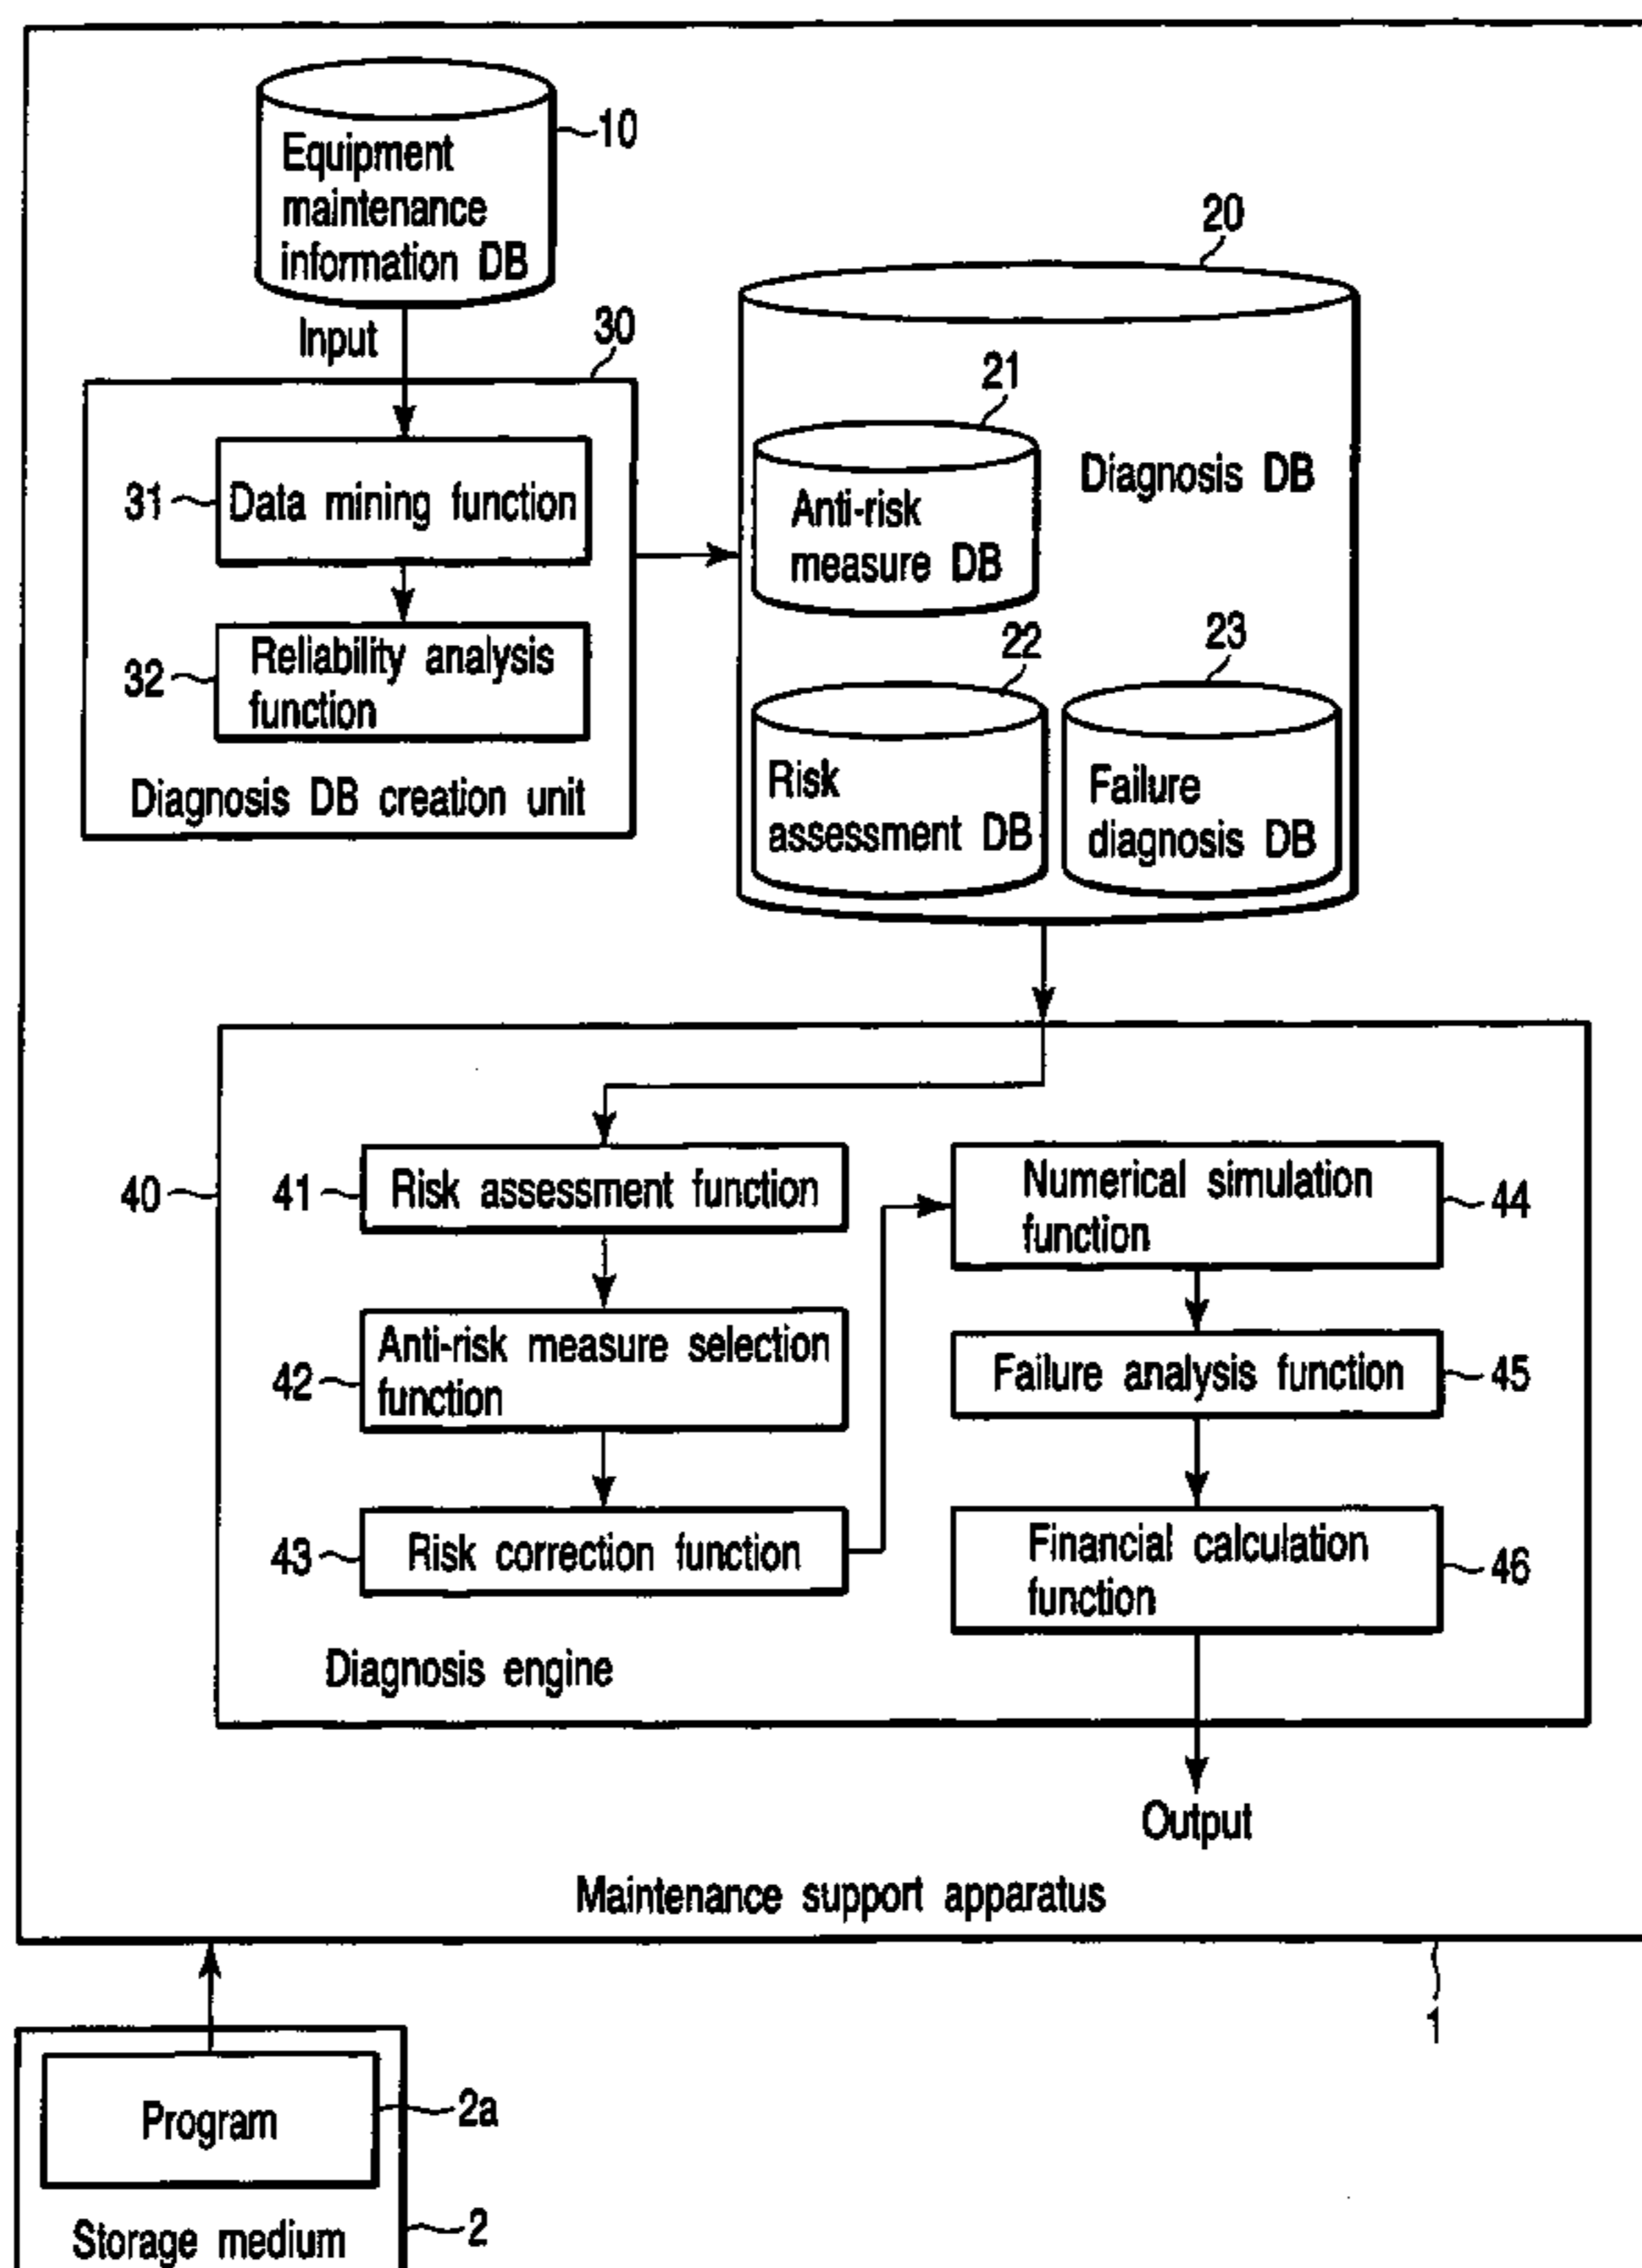 10
Equipment
maintenance
information DB
Input
30
31
Data mining function
32
Reliability analysis
function
Diagnosis DB creation unit
20
21
Diagnosis DB
Anti-risk
measure DB
22
23
Risk
assessment DB
Failure
diagnosis DB
40
41
Risk assessment function
42
Anti-risk measure selection
function
43
Risk correction function
Numerical simulation
function
44
Failure analysis function
45
Financial calculation
function
46
Diagnosis engine
Output
Maintenance support apparatus
1
Program
2a
Storage medium
2